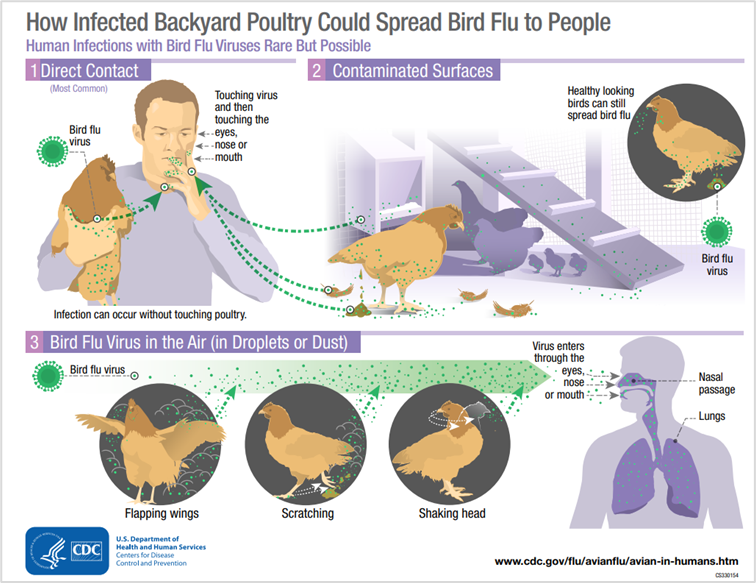 How Infected Backyard Poultry Could Spread Bird Flu to People
Human Infections with Bird Flu Viruses Rare But Possible
1 Direct Contact
(Most Common)
Bird flu
virus
Touching virus
and then
touching the
eyes,
nose or
mouth
Infection can occur without touching poultry.
2 Contaminated Surfaces
Healthy looking
birds can still
spread bird flu
Bird flu
virus
3 Bird Flu Virus in the Air (in Droplets or Dust)
Bird flu virus
Flapping wings
Scratching
Shaking head
Virus enters
through the
eyes,
nose
or mouth
Nasal
passage
Lungs
CDC
U.S. Department of
Health and Human Services
Centers for Disease
Control and Prevention
www.cdc.gov/flu/avianflu/avian-in-humans.htm
CS330154